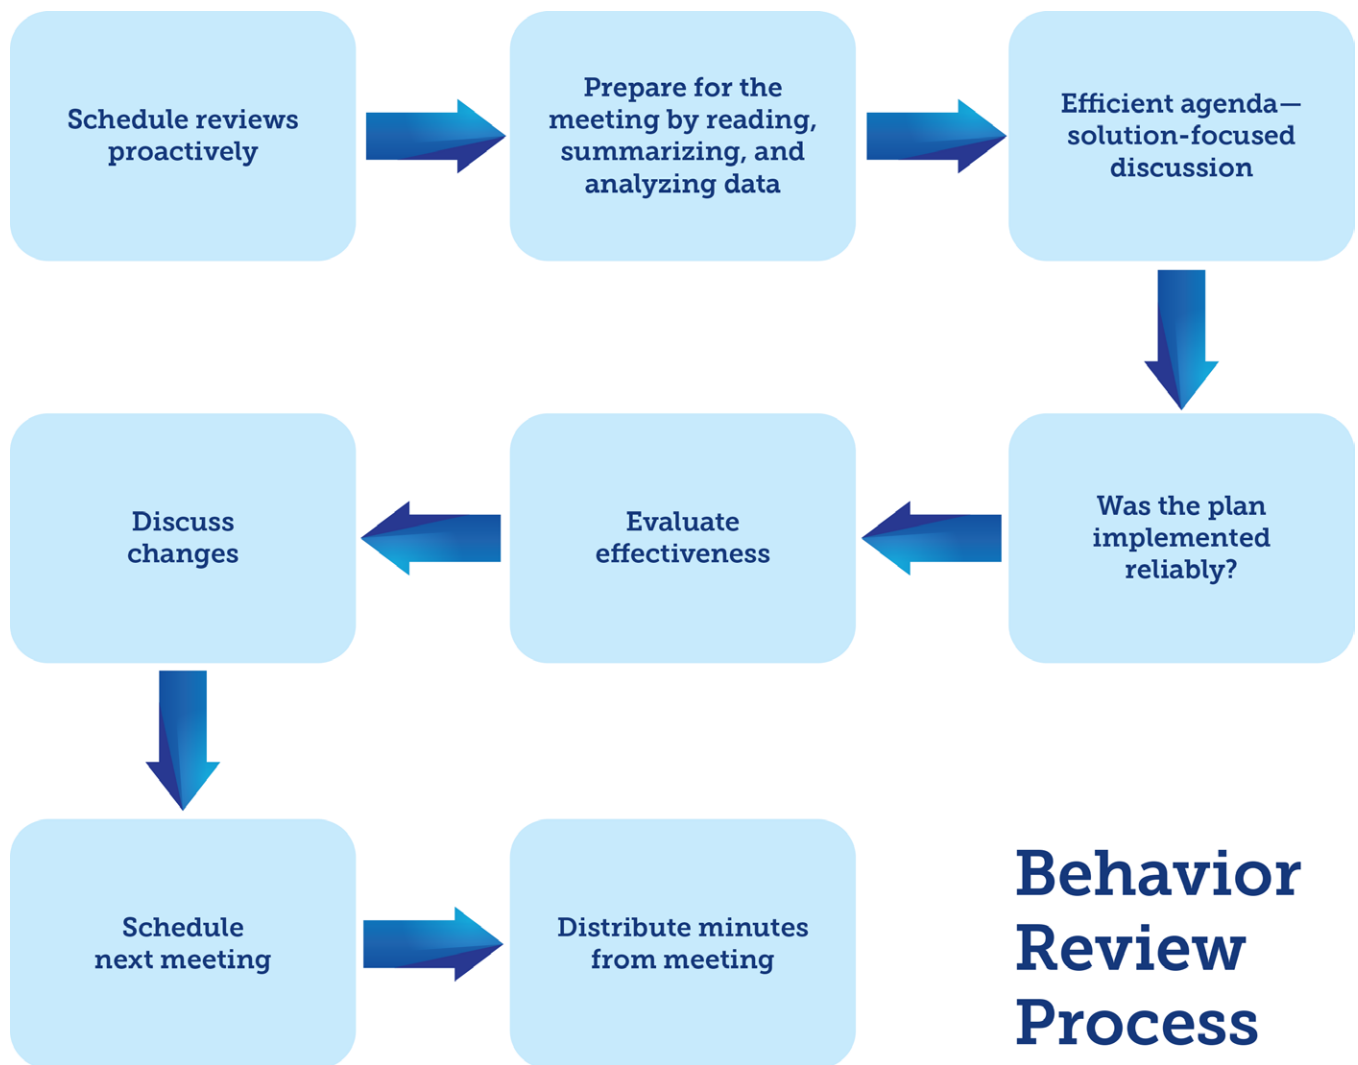 Schedule reviews
proactively
Prepare for the
meeting by reading,
summarizing, and
analyzing data
Efficient agenda—
solution-focused
discussion
Was the plan
implemented
reliably?
Evaluate
effectiveness
Discuss
changes
Schedule
next meeting
Distribute minutes
from meeting
Behavior
Review
Process